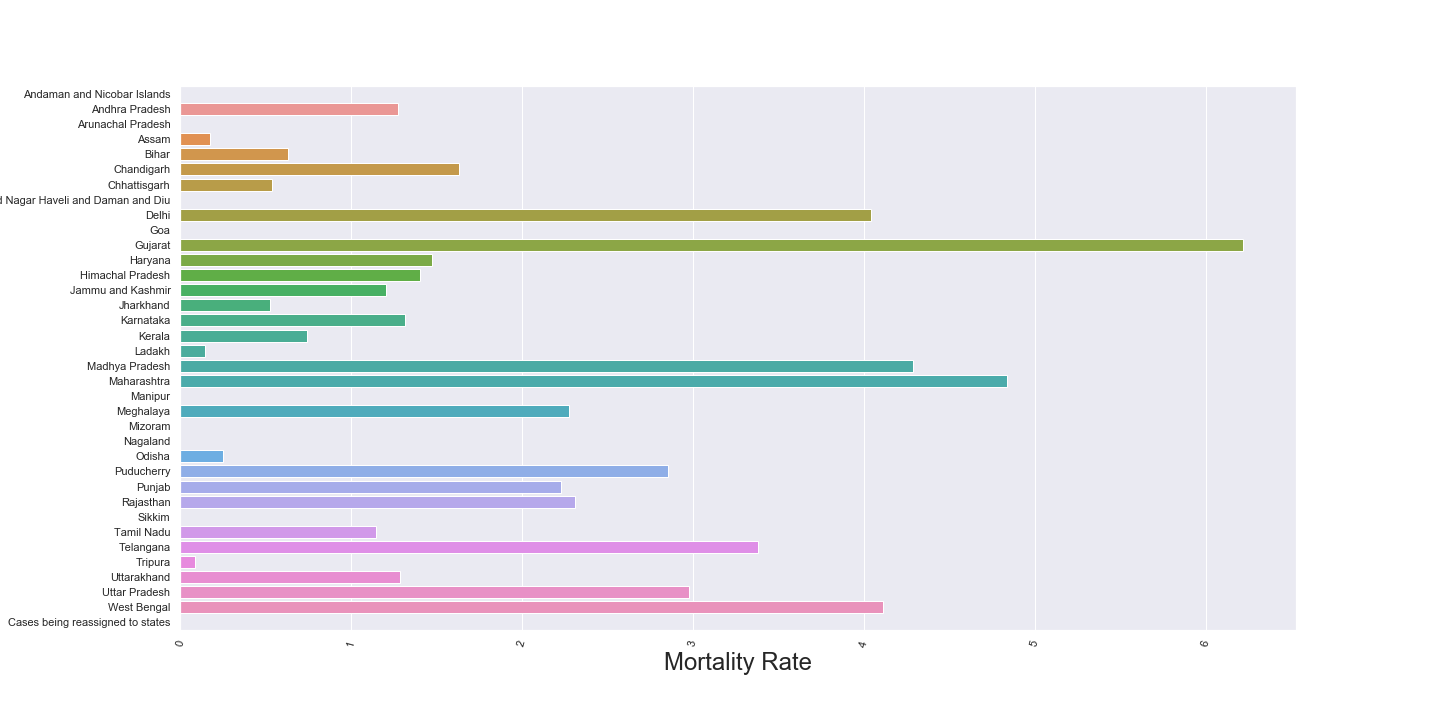 Andaman and Nicobar Islands
Andhra Pradesh
Arunachal Pradesh
Assam
Bihar
Chandigarh
Chhattisgarh
Nagar Haveli and Daman and Diu
Delhi
Goa
Gujarat
Haryana
Himachal Pradesh
Jammu and Kashmir
Jharkhand
Karnataka
Kerala
Ladakh
Madhya Pradesh
Maharashtra
Manipur
Meghalaya
Mizoram
Nagaland
Odisha
Puducherry
Punjab
Rajasthan
Sikkim
Tamil Nadu
Telangana
Tripura
Uttarakhand
Uttar Pradesh
West Bengal
Cases being reassigned to states
0 1 2 3 4 5 6
Mortality Rate